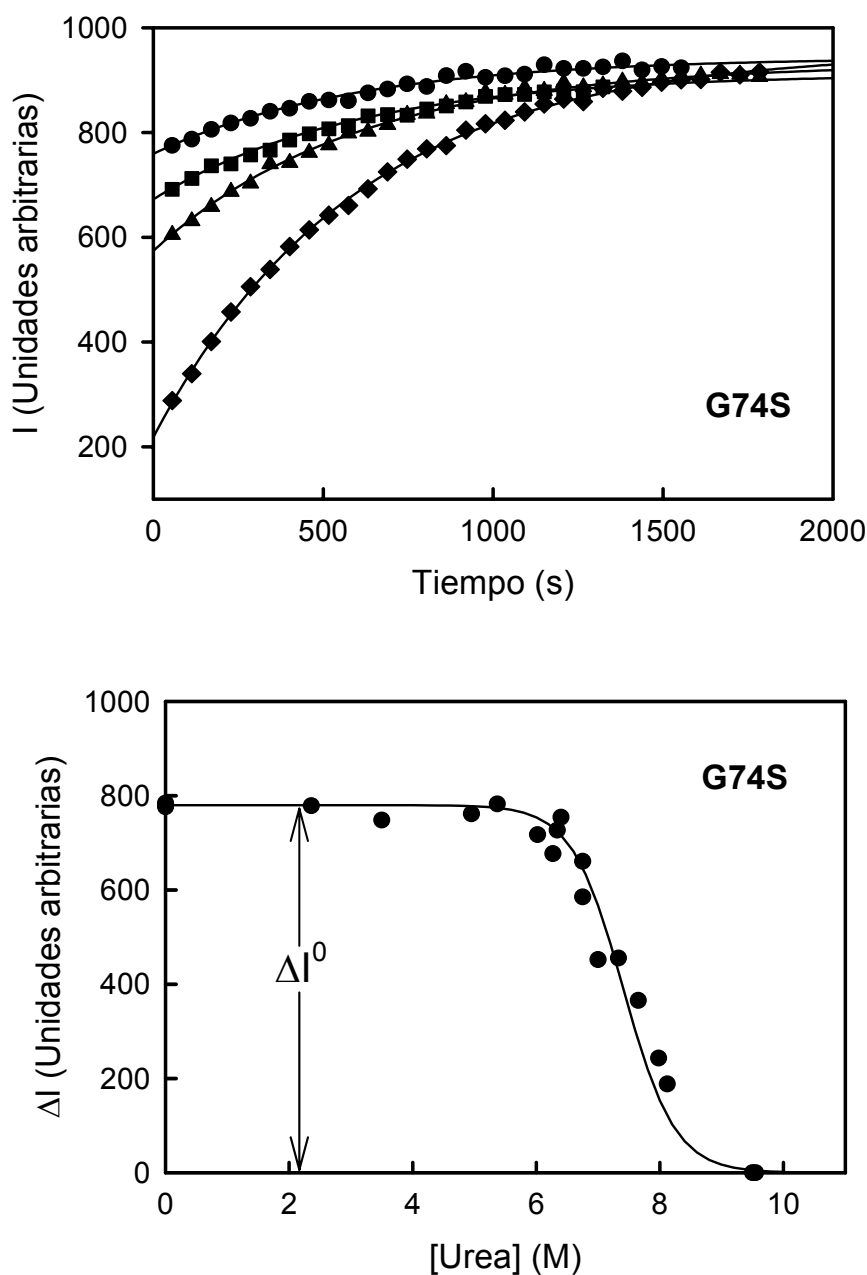 1000
800
600
400
200
I (Unidades arbitrarias)
G74S
0 500 1000 1500 2000
Tiempo (s)
1000
800
600
400
200
0
ΔI (Unidades arbitrarias)
G74S
ΔI⁰
0 2 4 6 8 10
[Urea] (M)